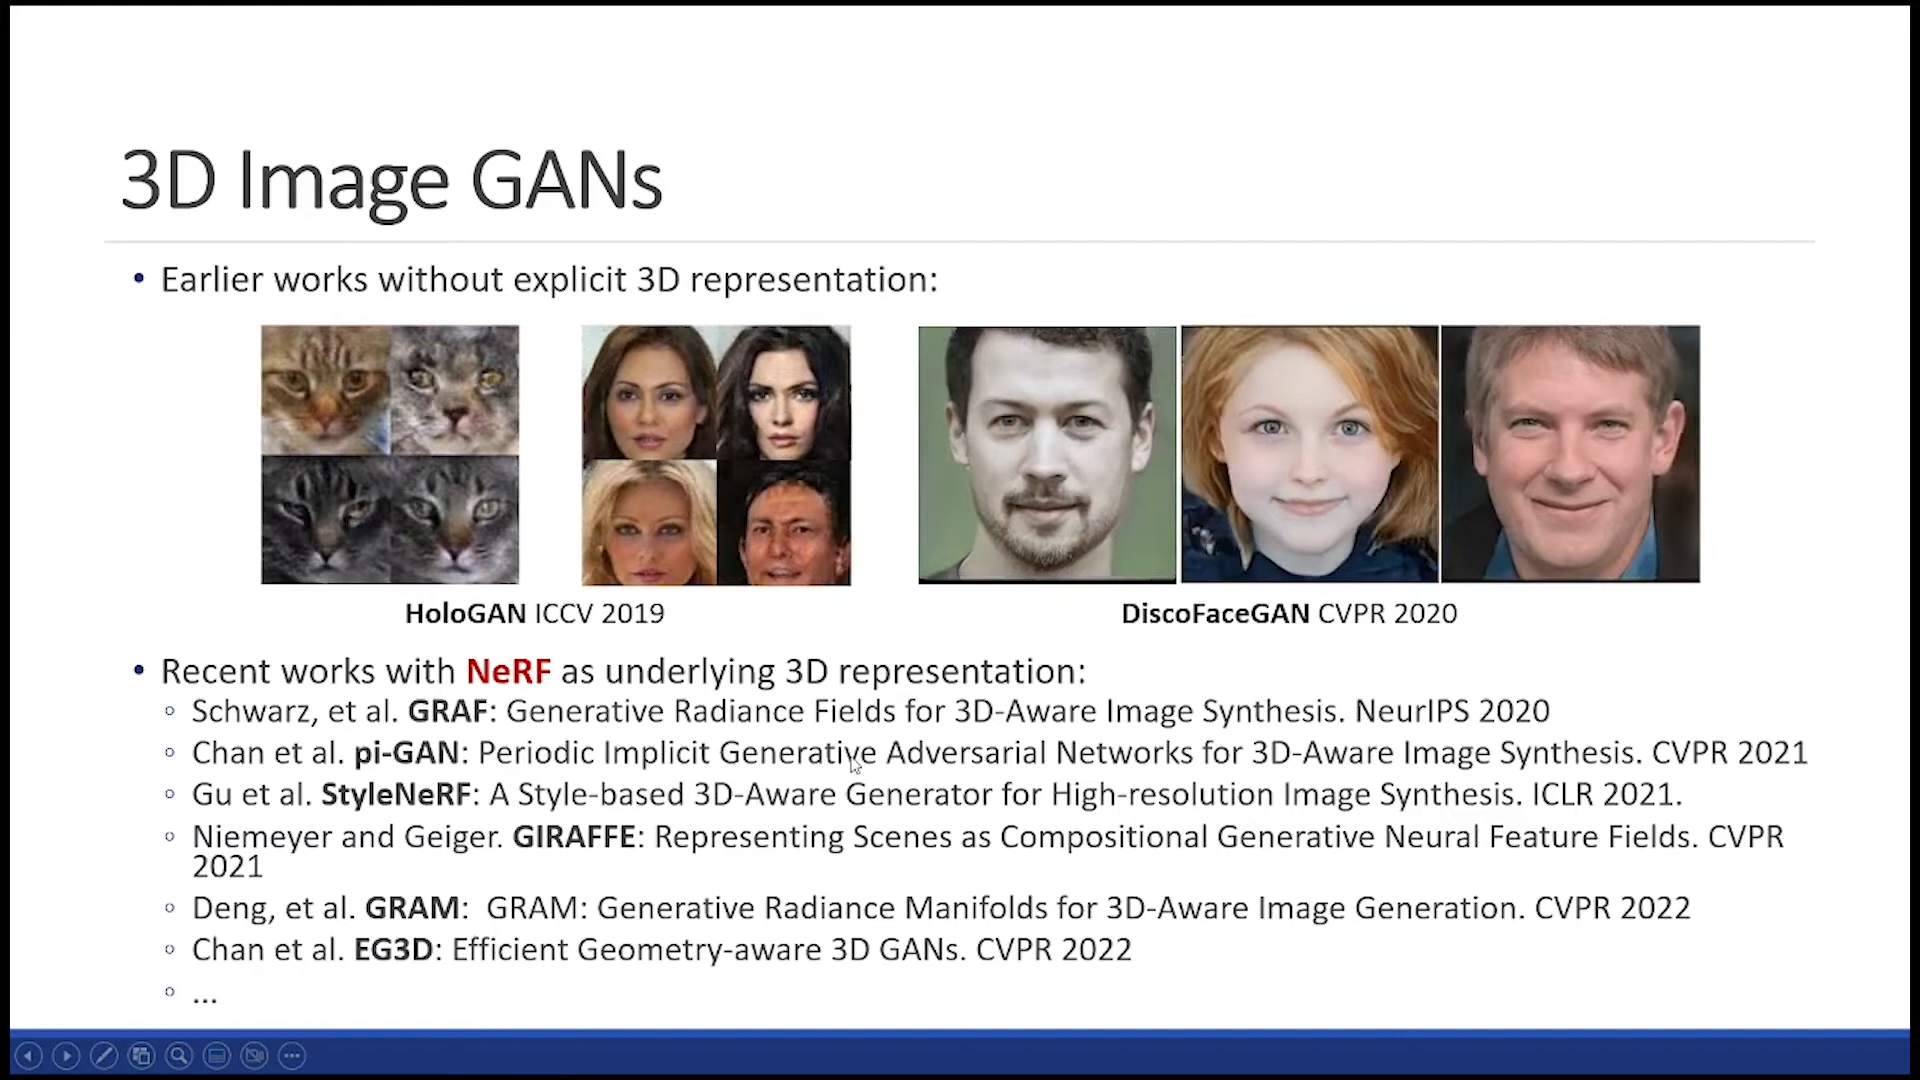 3D Image GANs
• Earlier works without explicit 3D representation:
HoloGAN ICCV 2019
DiscoFaceGAN CVPR 2020
• Recent works with NeRF as underlying 3D representation:
◦ Schwarz, et al. GRAF: Generative Radiance Fields for 3D-Aware Image Synthesis. NeurIPS 2020
◦ Chan et al. pi-GAN: Periodic Implicit Generative Adversarial Networks for 3D-Aware Image Synthesis. CVPR 2021
◦ Gu et al. StyleNeRF: A Style-based 3D-Aware Generator for High-resolution Image Synthesis. ICLR 2021.
◦ Niemeyer and Geiger. GIRAFFE: Representing Scenes as Compositional Generative Neural Feature Fields. CVPR
2021
◦ Deng, et al. GRAM:  GRAM: Generative Radiance Manifolds for 3D-Aware Image Generation. CVPR 2022
◦ Chan et al. EG3D: Efficient Geometry-aware 3D GANs. CVPR 2022
◦ ...